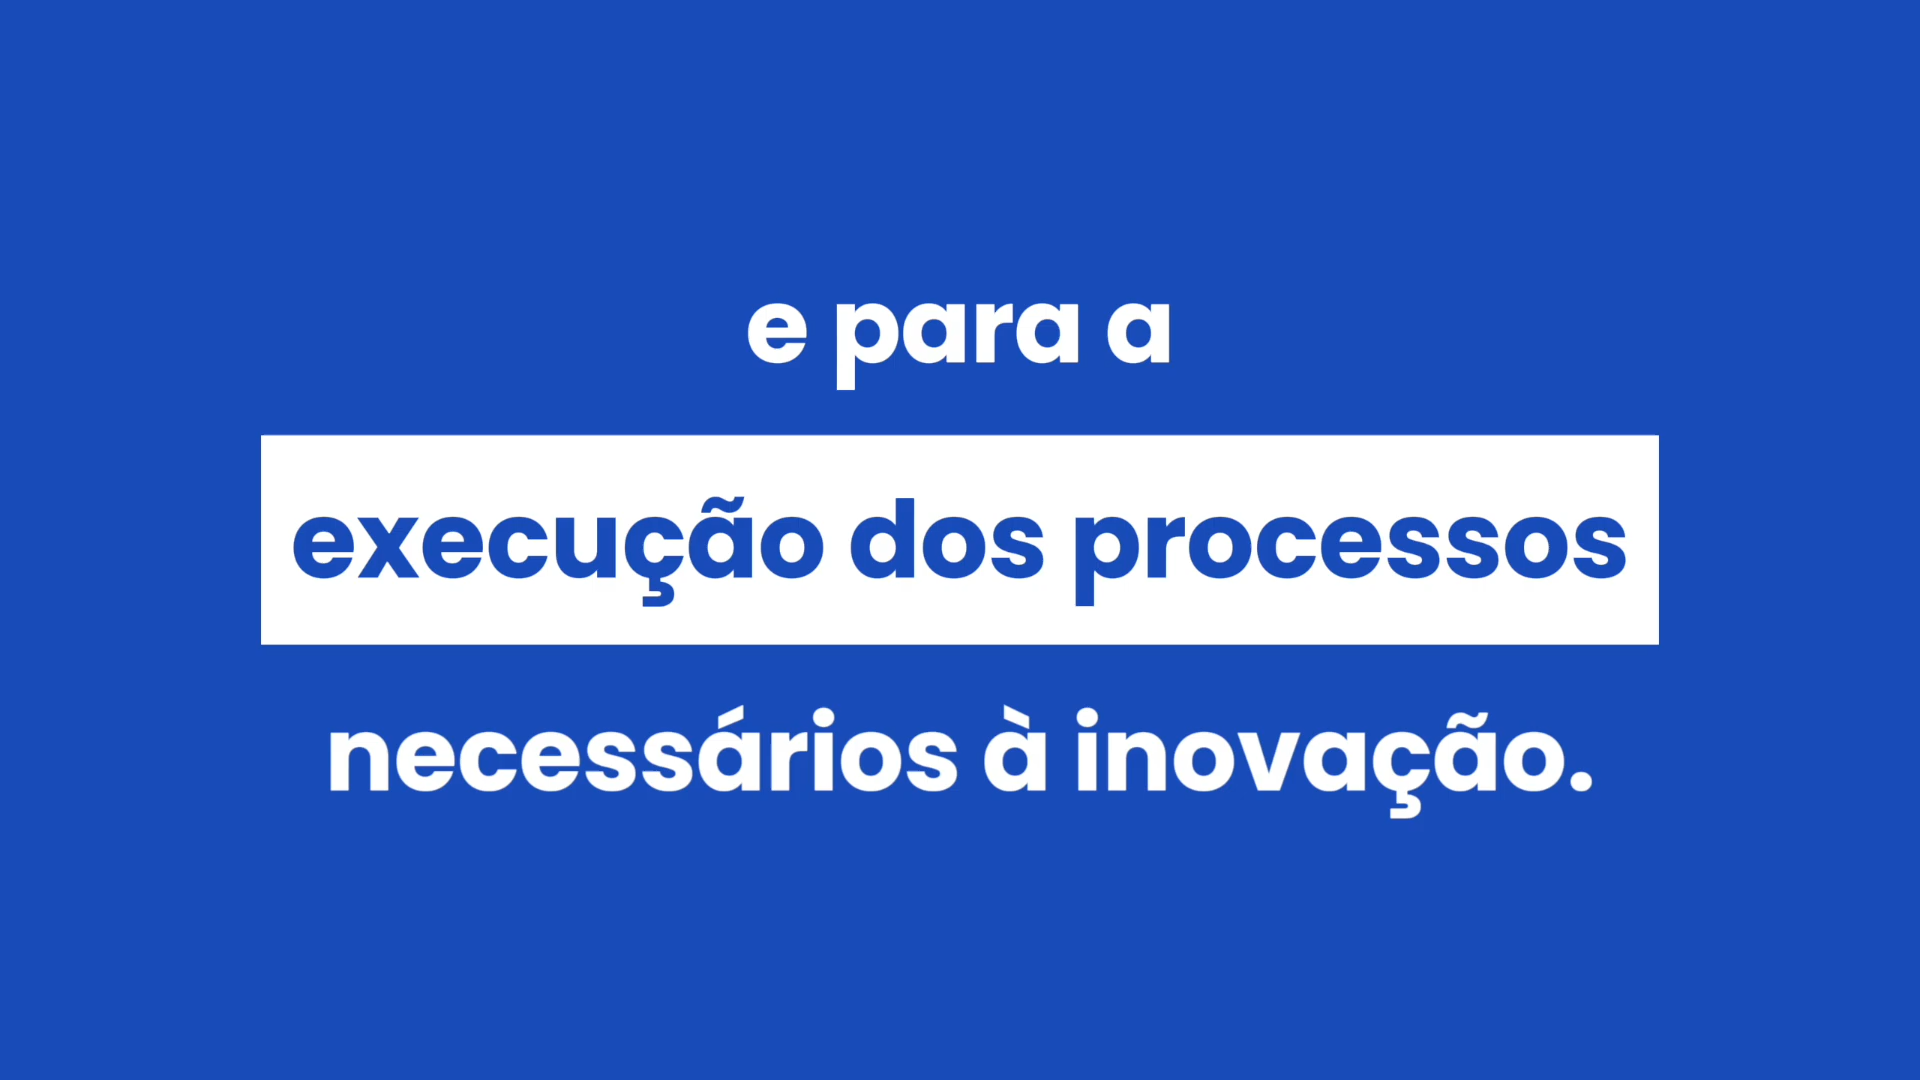 e para a
execução dos processos
necessários à inovação.